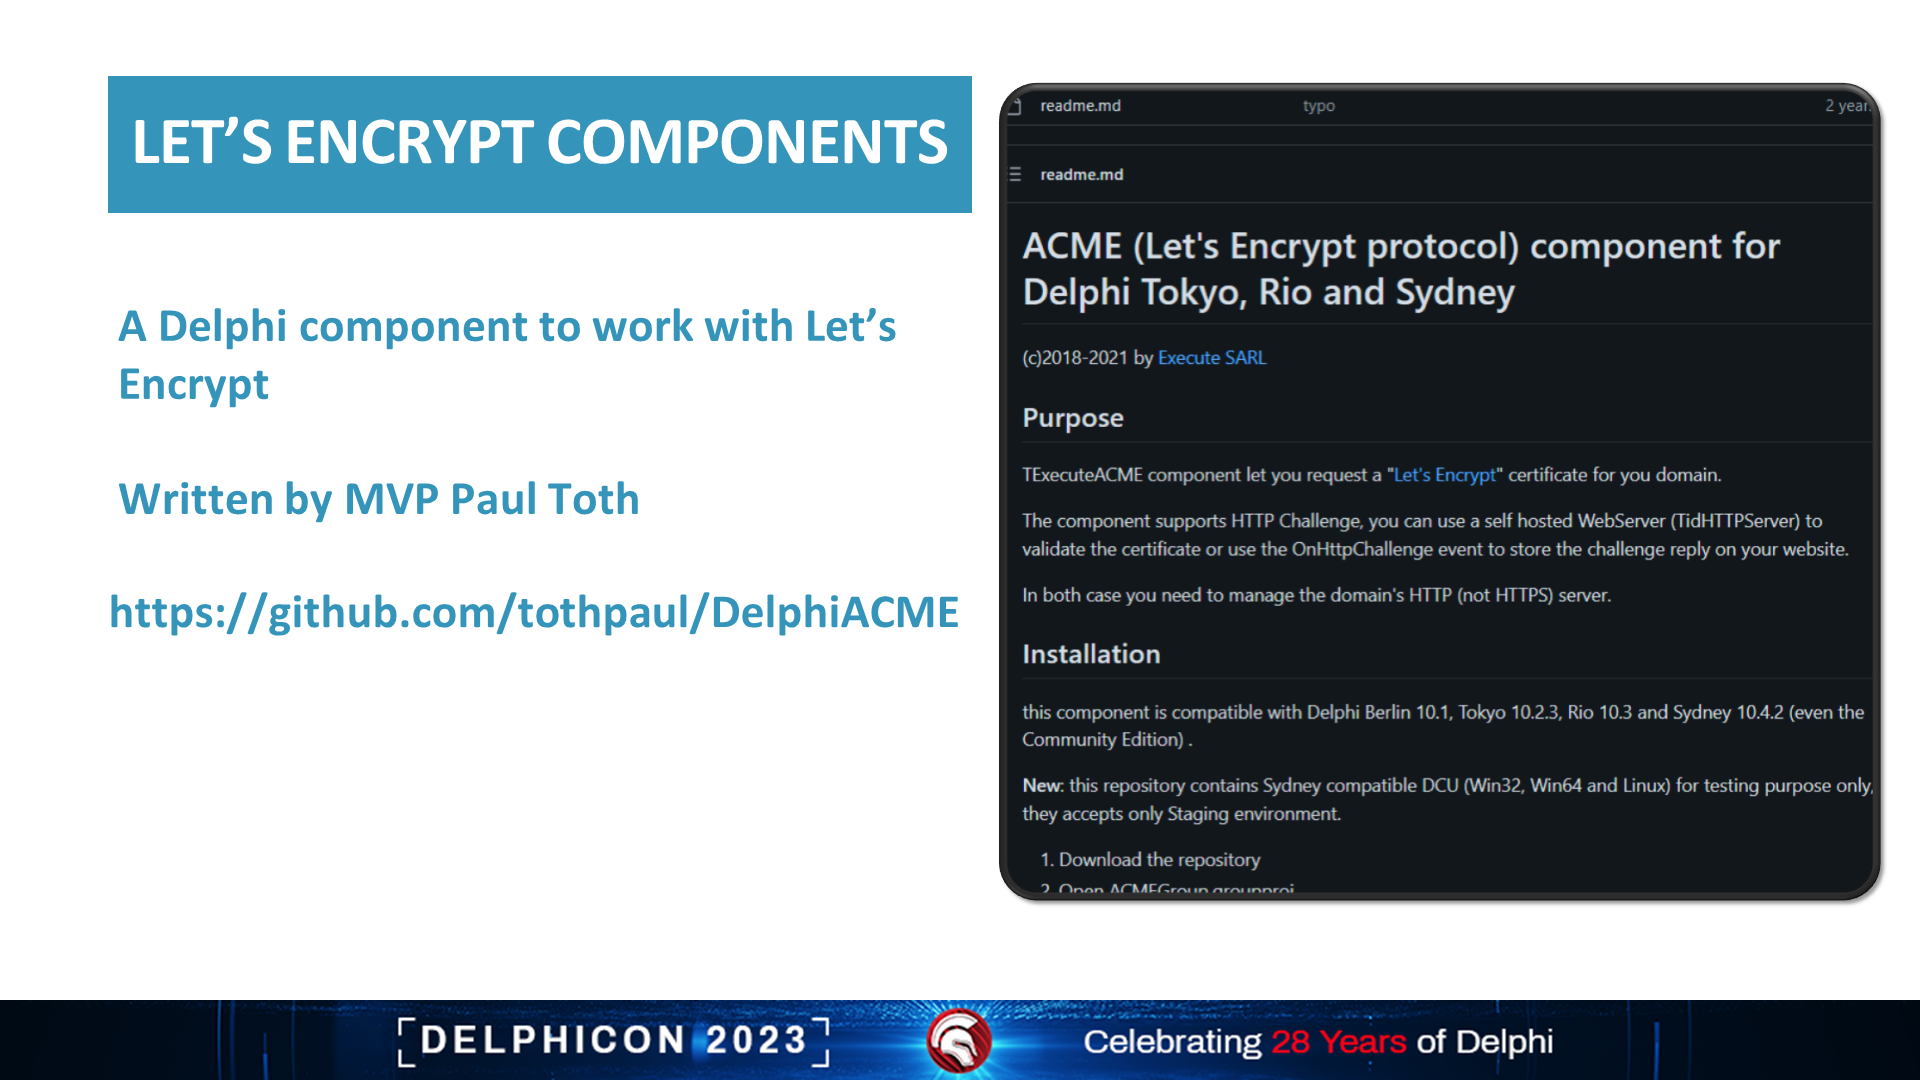 LET’S ENCRYPT COMPONENTS
A Delphi component to work with Let’s
Encrypt
Written by MVP Paul Toth
https://github.com/tothpaul/DelphiACME
readme.md typo 2 year
readme.md
ACME (Let's Encrypt protocol) component for
Delphi Tokyo, Rio and Sydney
(c)2018-2021 by Execute SARL
Purpose
TExecuteACME component let you request a "Let's Encrypt" certificate for you domain.
The component supports HTTP Challenge, you can use a self hosted WebServer (TidHTTPServer) to
validate the certificate or use the OnHttpChallenge event to store the challenge reply on your website.
In both case you need to manage the domain's HTTP (not HTTPS) server.
Installation
this component is compatible with Delphi Berlin 10.1, Tokyo 10.2.3, Rio 10.3 and Sydney 10.4.2 (even the
Community Edition) .
New: this repository contains Sydney compatible DCU (Win32, Win64 and Linux) for testing purpose only,
they accepts only Staging environment.
1. Download the repository
2. Open ACMEGroup.groupproj
[DELPHICON 2023]
Celebrating 28 Years of Delphi